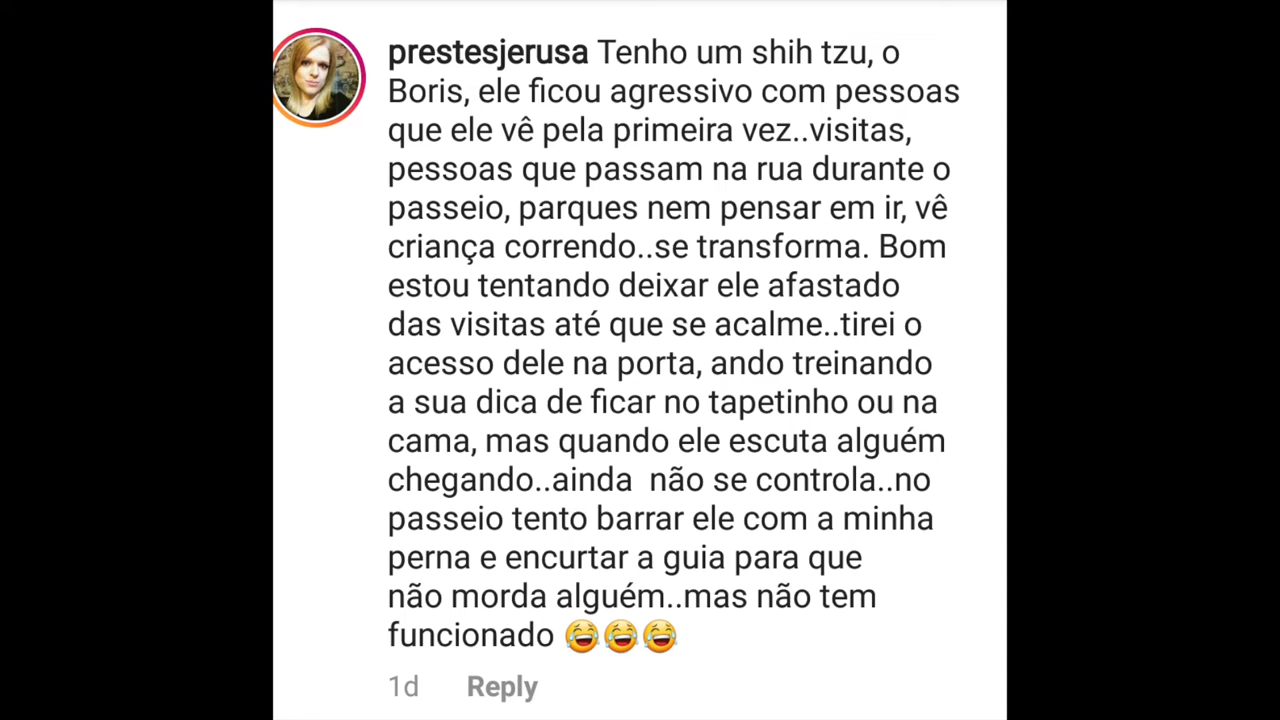 prestesjerusa Tenho um shih tzu, o
Boris, ele ficou agressivo com pessoas
que ele vê pela primeira vez..visitas,
pessoas que passam na rua durante o
passeio, parques nem pensar em ir, vê
criança correndo..se transforma. Bom
estou tentando deixar ele afastado
das visitas até que se acalme..tirei o
acesso dele na porta, ando treinando
a sua dica de ficar no tapetinho ou na
cama, mas quando ele escuta alguém
chegando..ainda  não se controla..no
passeio tento barrar ele com a minha
perna e encurtar a guia para que
não morda alguém..mas não tem
funcionado 😂😂😂
1d Reply